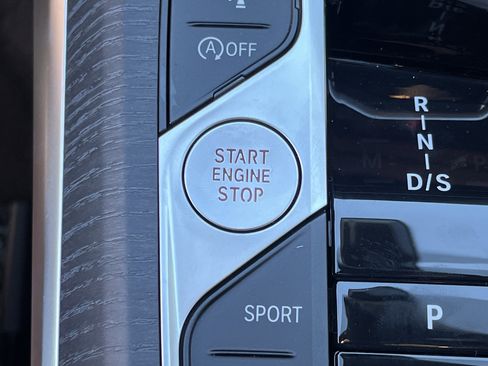 A OFF
START
ENGINE
STOP
SPORT
R
N
D/S
P